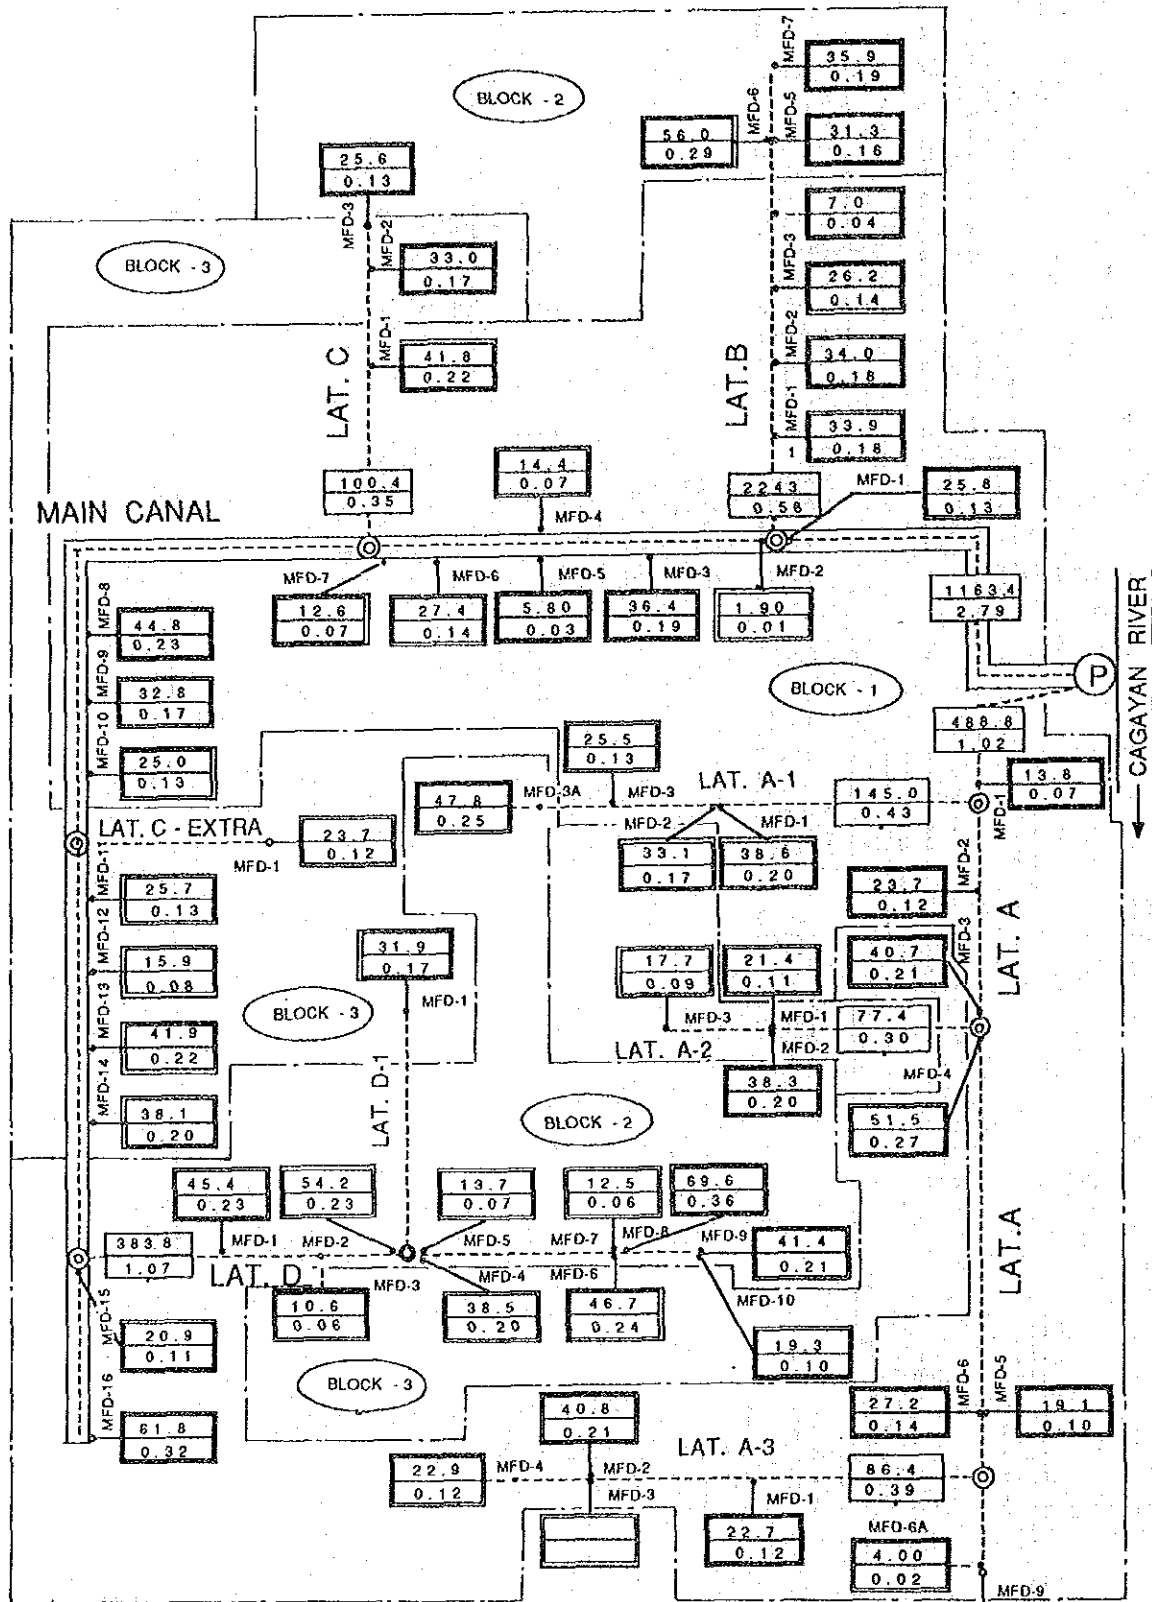 MFD-7
35.9
0.19
BLOCK - 2
MFD-6
MFD-5
56.0
0.29
31.3
0.16
25.6
0.13
7.0
0.04
MFD-3
MFD-2
BLOCK - 3
33.0
0.17
MFD-3
26.2
0.14
MFD-1
MFD-2
41.8
0.22
34.0
0.18
LAT. C
LAT.B
MFD-1
33.9
0.18
1
14.4
0.07
100.4
0.35
2243
0.56
MFD-1
25.8
0.13
MAIN CANAL
MFD-4
MFD-7
MFD-6
MFD-5
MFD-3
MFD-2
12.6
0.07
27.4
0.14
5.80
0.03
36.4
0.19
1.90
0.01
11634
2.79
MFD-8
44.8
0.23
MFD-9
32.8
0.17
MFD-10
25.0
0.13
BLOCK - 1
P
CAGAYAN RIVER
488.8
1.02
25.5
0.13
13.8
0.07
MFD-1
47.8
0.25
MFD-3A
MFD-3
LAT. A-1
145.0
0.43
LAT. C - EXTRA
MFD-1
23.7
0.12
MFD-2
MFD-1
33.1
0.17
38.6
0.20
MFD-2
23.7
0.12
MFD-11
25.7
0.13
LAT. A
MFD-3
40.7
0.21
MFD-12
15.9
0.08
31.9
0.17
MFD-1
17.7
0.09
21.4
0.11
MFD-13
BLOCK - 3
MFD-3
MFD-1
77.4
0.30
41.9
0.22
LAT. A-2
MFD-2
MFD-4
MFD-14
38.1
0.20
LAT. D-1
38.3
0.20
51.5
0.27
BLOCK - 2
45.4
0.23
54.2
0.23
13.7
0.07
12.5
0.06
69.6
0.36
383.8
1.07
MFD-1
MFD-2
MFD-5
MFD-7
MFD-8
MFD-9
41.4
0.21
LAT. D
MFD-3
MFD-4
MFD-6
MFD-10
LAT.A
MFD-15
10.6
0.06
38.5
0.20
46.7
0.24
20.9
0.11
19.3
0.10
MFD-16
BLOCK - 3
MFD-6
MFD-5
61.8
0.32
40.8
0.21
27.2
0.14
19.1
0.10
LAT. A-3
22.9
0.12
MFD-4
MFD-2
86.4
0.39
MFD-3
MFD-1
22.7
0.12
MFD-6A
4.00
0.02
MFD-9